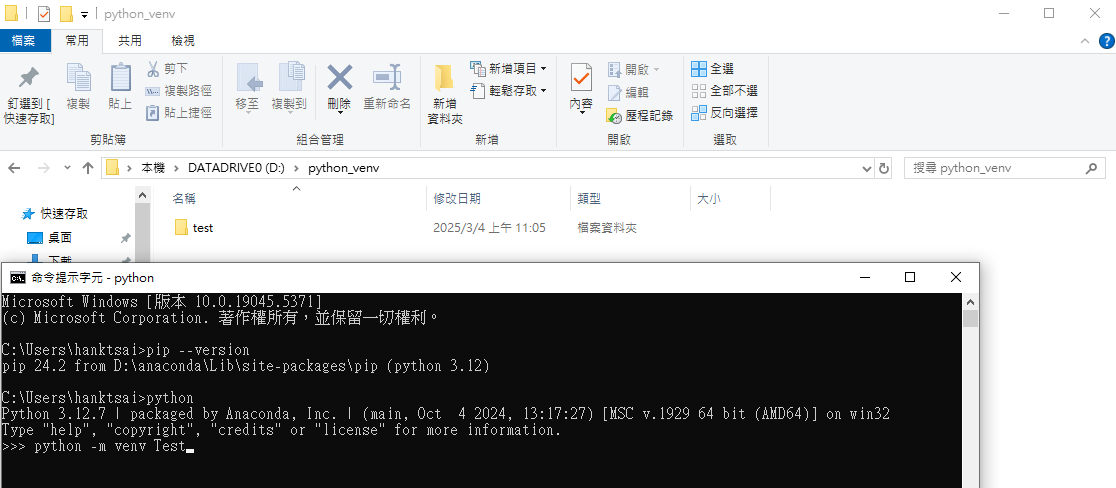 python_venv
檔案 常用 共用 檢視
釘選到 [快速存取]
複製
貼上
剪下
複製路徑
貼上捷徑
剪貼簿
移至
複製到
刪除
重新命名
組合管理
新增資料夾
新增項目
輕鬆存取
新增
內容
開啟
編輯
歷程記錄
開啟
全選
全部不選
反向選擇
選取
本機 > DATADRIVE0 (D:) > python_venv
搜尋 python_venv
名稱 修改日期 類型 大小
快速存取
桌面
下載
test 2025/3/4 上午 11:05 檔案資料夾
命令提示字元 - python
Microsoft Windows [版本 10.0.19045.5371]
(c) Microsoft Corporation. 著作權所有，並保留一切權利。
C:\Users\hanktsai>pip --version
pip 24.2 from D:\anaconda\Lib\site-packages\pip (python 3.12)
C:\Users\hanktsai>python
Python 3.12.7 | packaged by Anaconda, Inc. | (main, Oct  4 2024, 13:17:27) [MSC v.1929 64 bit (AMD64)] on win32
Type "help", "copyright", "credits" or "license" for more information.
>>> python -m venv Test